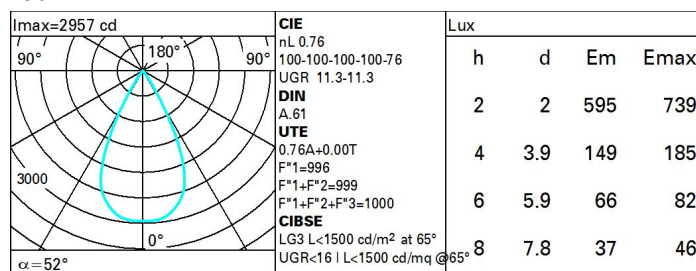 Imax=2957 cd
90° 180° 90°
3000
0°
α=52°
CIE
nL 0.76
100-100-100-100-76
UGR 11.3-11.3
DIN
A.61
UTE
0.76A+0.00T
F"1=996
F"1+F"2=999
F"1+F"2+F"3=1000
CIBSE
LG3 L<1500 cd/m² at 65°
UGR<16 | L<1500 cd/mq @65°
Lux
h d Em Emax
2 2 595 739
4 3.9 149 185
6 5.9 66 82
8 7.8 37 46